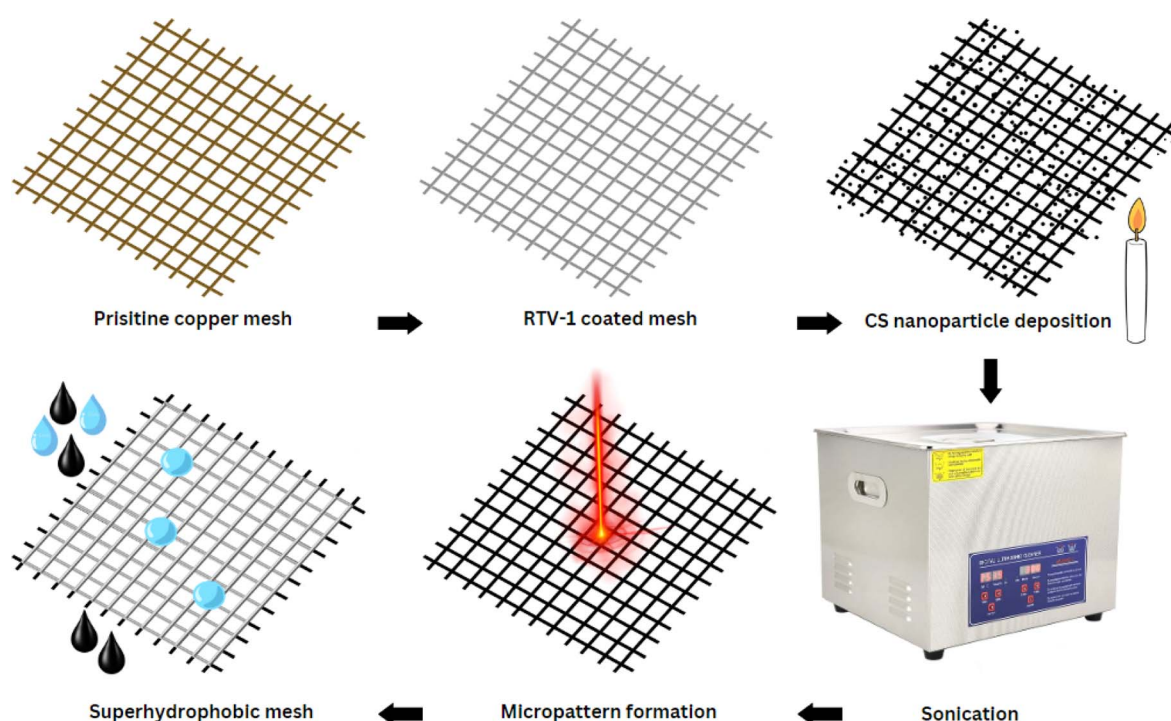 Prisitine copper mesh
RTV-1 coated mesh
CS nanoparticle deposition
Superhydrophobic mesh
Micropattern formation
Sonication